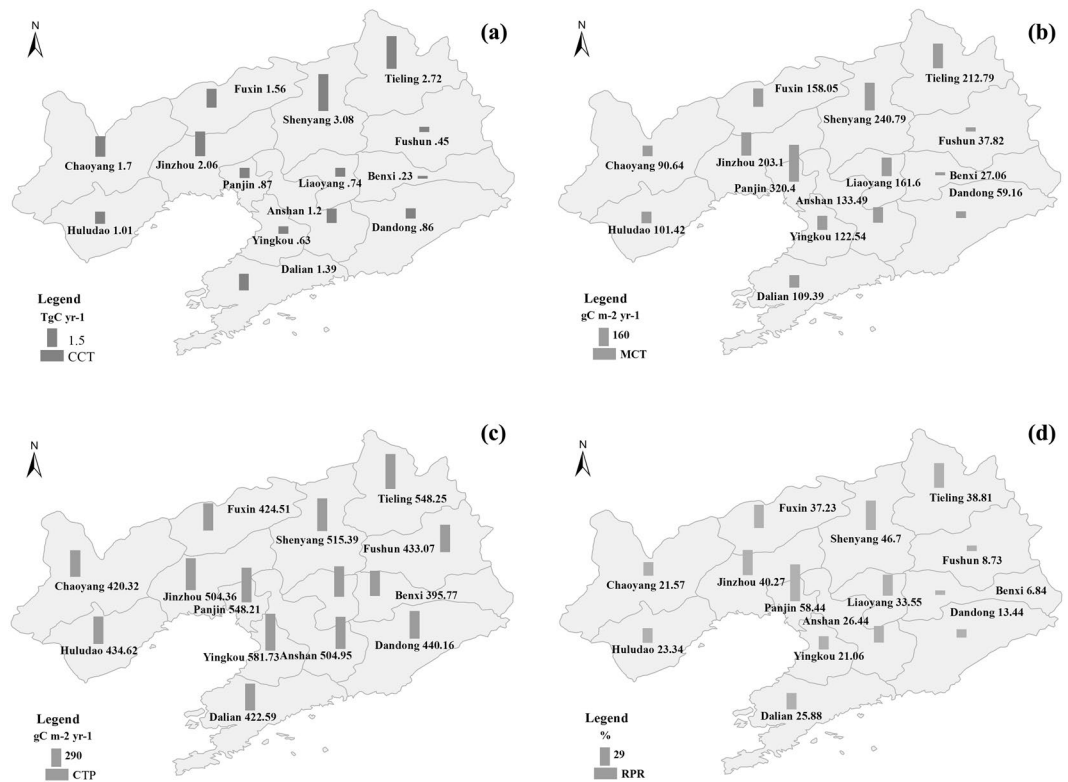 N
(a)
Tieling 2.72
Fuxin 1.56
Shenyang 3.08
Fushun .45
Chaoyang 1.7
Jinzhou 2.06
Panjin .87
Liaoyang .74
Benxi .23
Anshan 1.2
Huludao 1.01
Dandong .86
Yingkou .63
Dalian 1.39
Legend
TgC yr-1
1.5
CCT
N
(b)
Tieling 212.79
Fuxin 158.05
Shenyang 240.79
Fushun 37.82
Chaoyang 90.64
Jinzhou 203.1
Panjin 320.4
Liaoyang 161.6
Benxi 27.06
Dandong 59.16
Anshan 133.49
Huludao 101.42
Yingkou 122.54
Dalian 109.39
Legend
gC m-2 yr-1
160
MCT
N
(c)
Tieling 548.25
Fuxin 424.51
Shenyang 515.39
Fushun 433.07
Chaoyang 420.32
Jinzhou 504.36
Panjin 548.21
Benxi 395.77
Huludao 434.62
Yingkou 581.73
Anshan 504.95
Dandong 440.16
Dalian 422.59
Legend
gC m-2 yr-1
290
CTP
N
(d)
Tieling 38.81
Fuxin 37.23
Shenyang 46.7
Fushun 8.73
Chaoyang 21.57
Jinzhou 40.27
Panjin 58.44
Liaoyang 33.55
Benxi 6.84
Dandong 13.44
Anshan 26.44
Huludao 23.34
Yingkou 21.06
Dalian 25.88
Legend
%
29
RPR